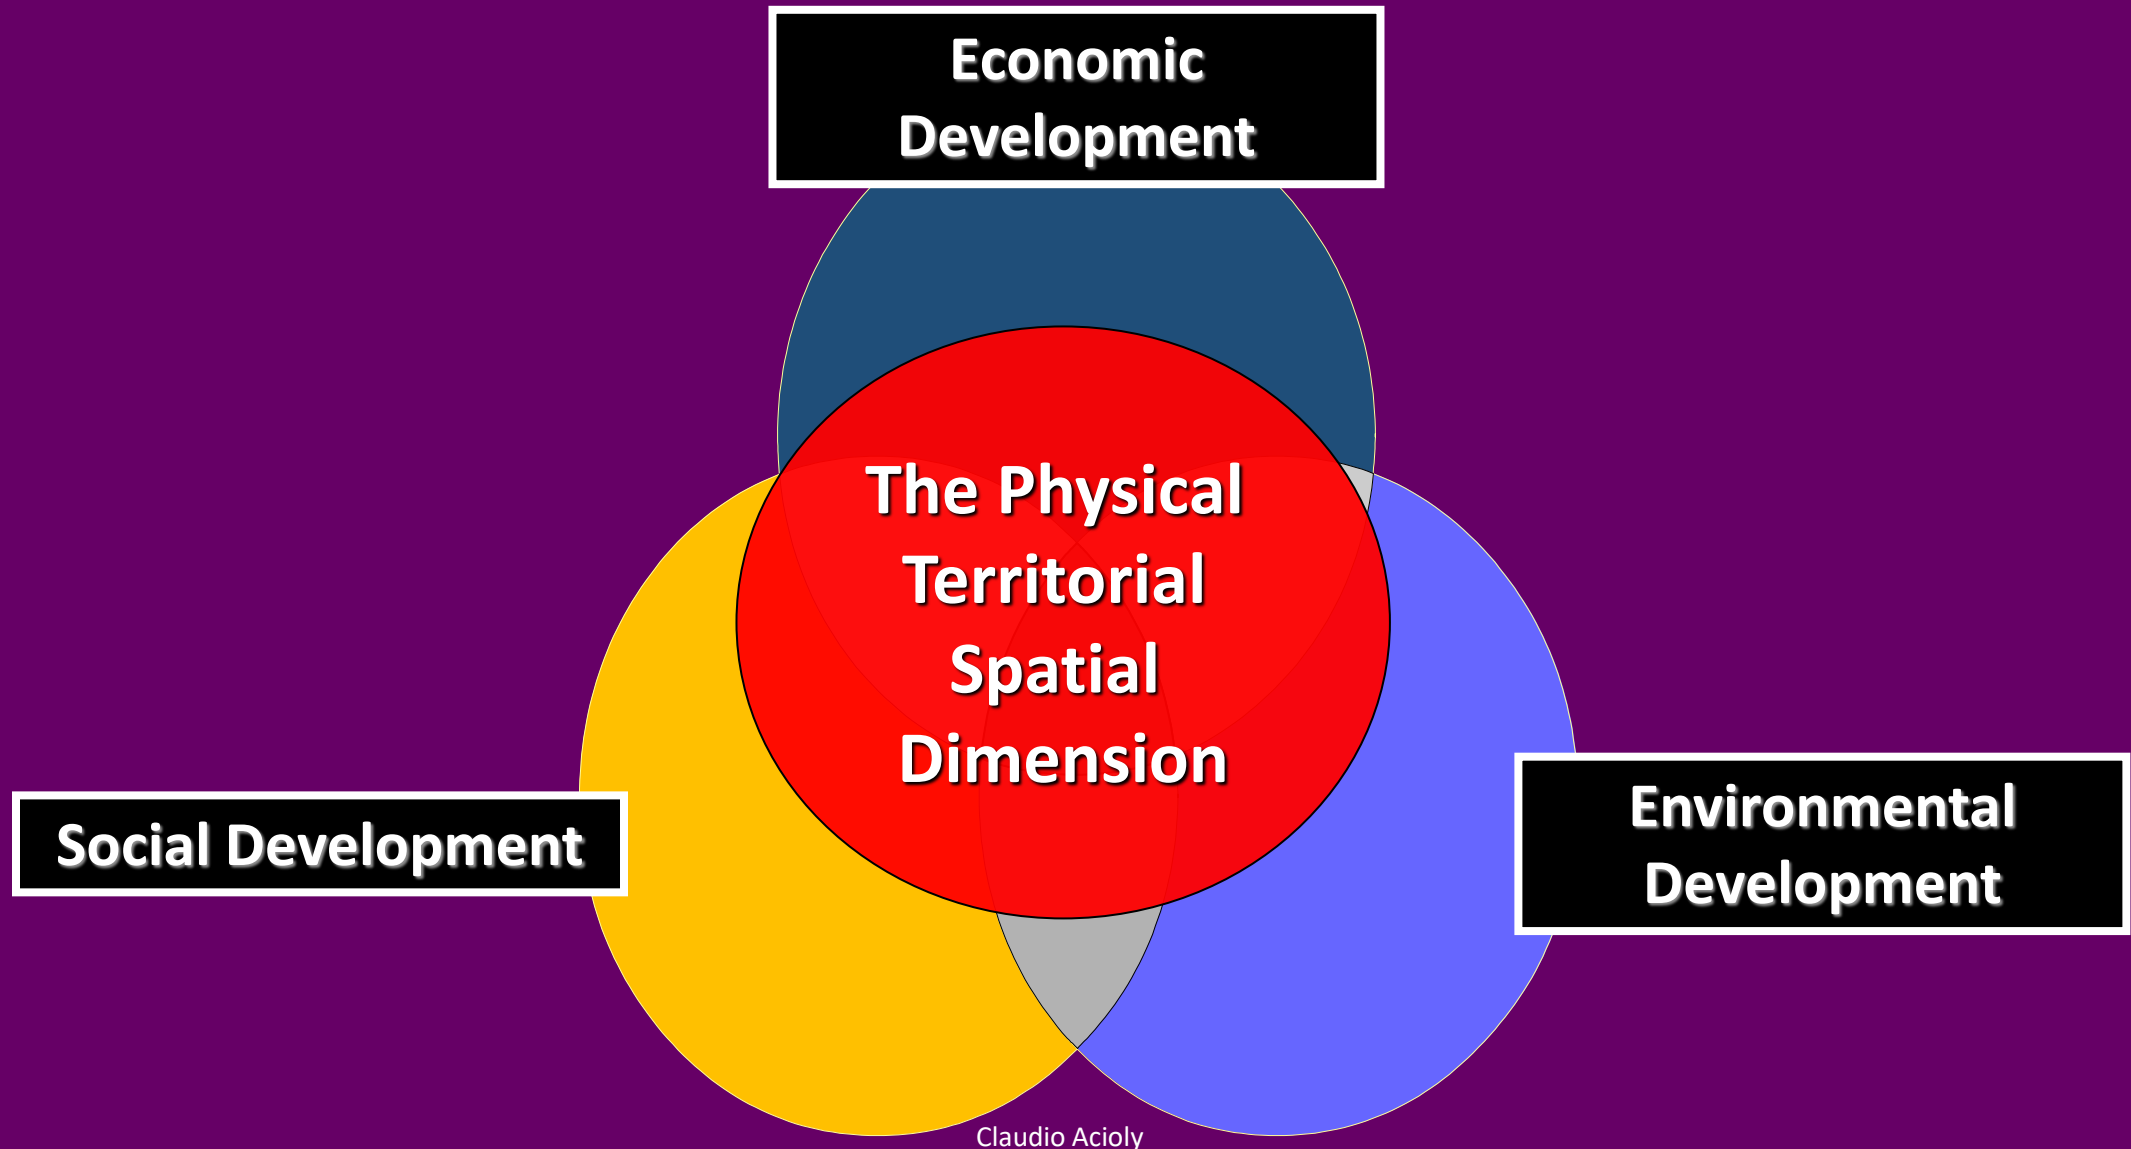 Economic
Development
The Physical
Territorial
Spatial
Dimension
Social Development
Environmental
Development
Claudio Acioly